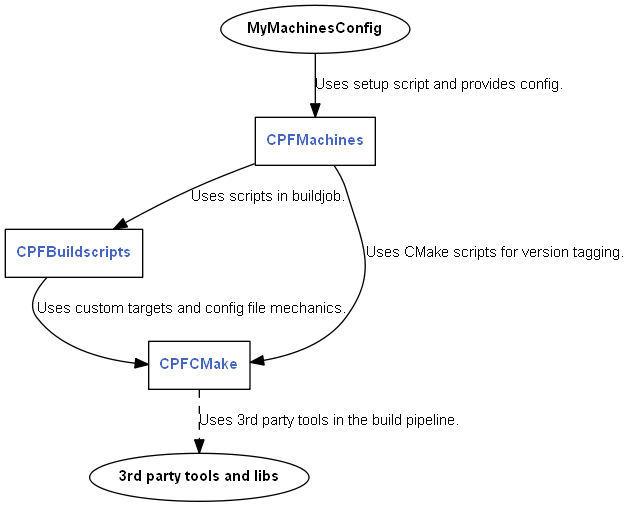 MyMachinesConfig
Uses setup script and provides config.
CPFMachines
Uses scripts in buildjob.
CPFBuildscripts
Uses CMake scripts for version tagging.
Uses custom targets and config file mechanics.
CPFCMake
Uses 3rd party tools in the build pipeline.
3rd party tools and libs